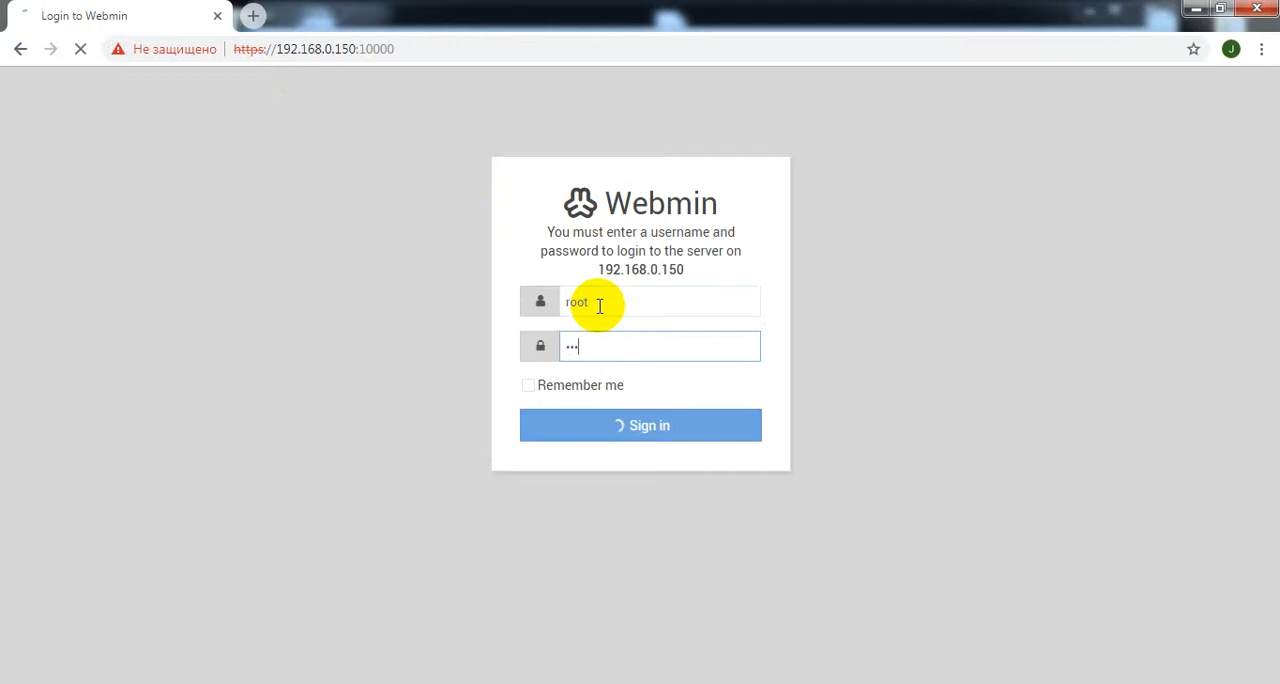 Login to Webmin
Не защищено https://192.168.0.150:10000
J
Webmin
You must enter a username and
password to login to the server on
192.168.0.150
root
•••
Remember me
Sign in